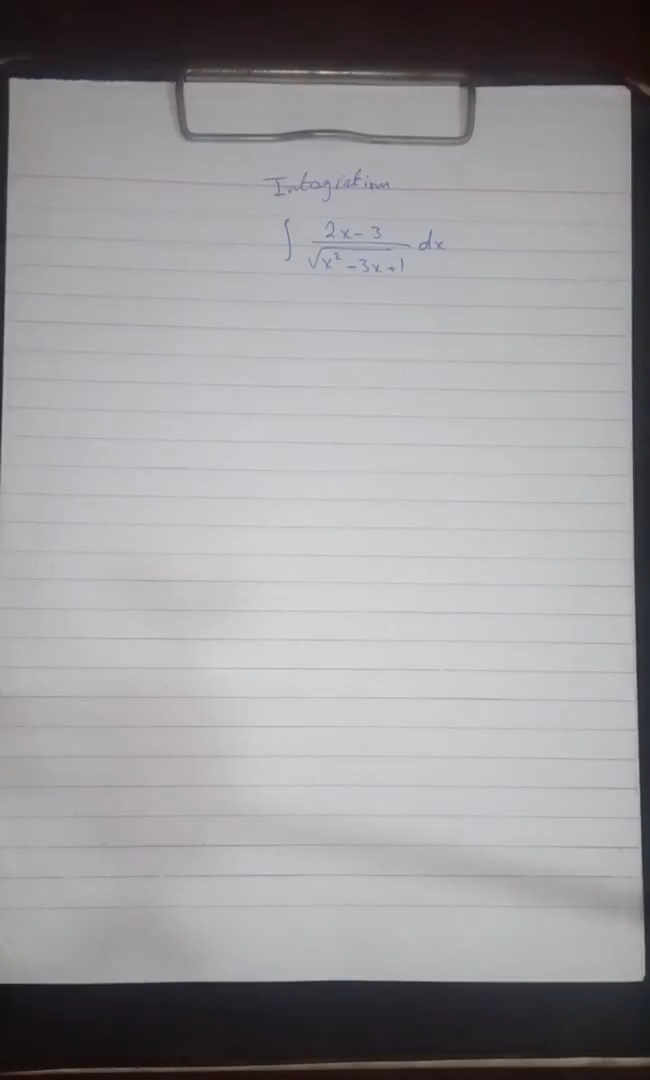 Integration
∫ 2x-3 / √x²-3x+1 dx